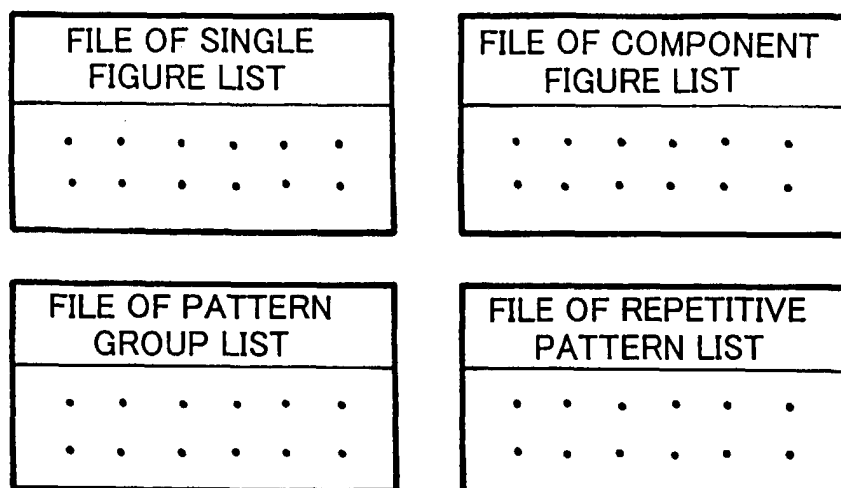 FILE OF SINGLE
FIGURE LIST
FILE OF COMPONENT
FIGURE LIST
FILE OF PATTERN
GROUP LIST
FILE OF REPETITIVE
PATTERN LIST